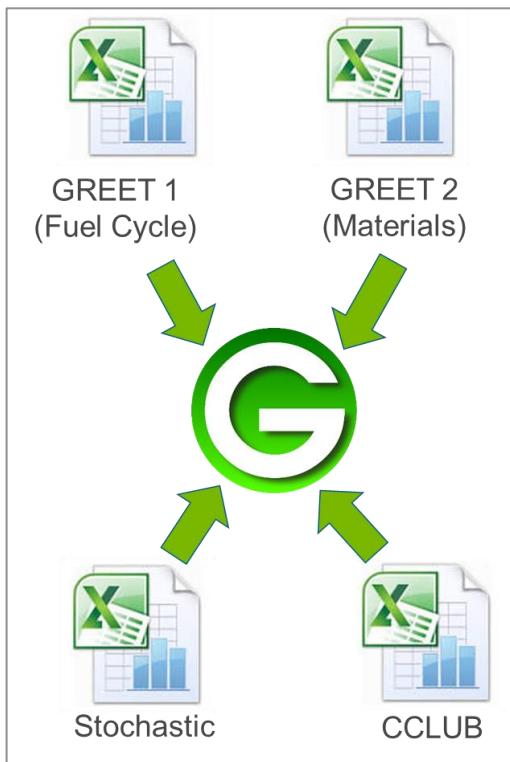 GREET 1
(Fuel Cycle)
GREET 2
(Materials)
G
Stochastic
CCLUB